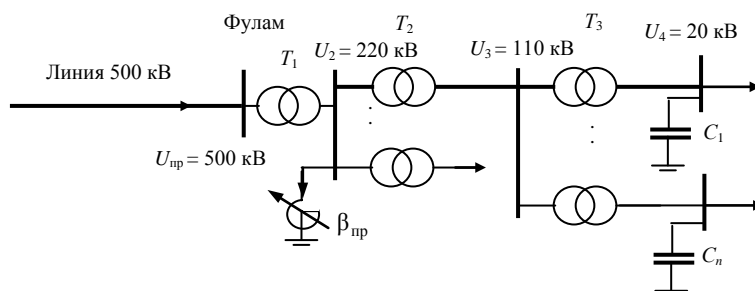 Фулам
T₁
T₂
T₃
U₂ = 220 кВ
U₃ = 110 кВ
U₄ = 20 кВ
Линия 500 кВ
Uпр = 500 кВ
βпр
C₁
Cₙ